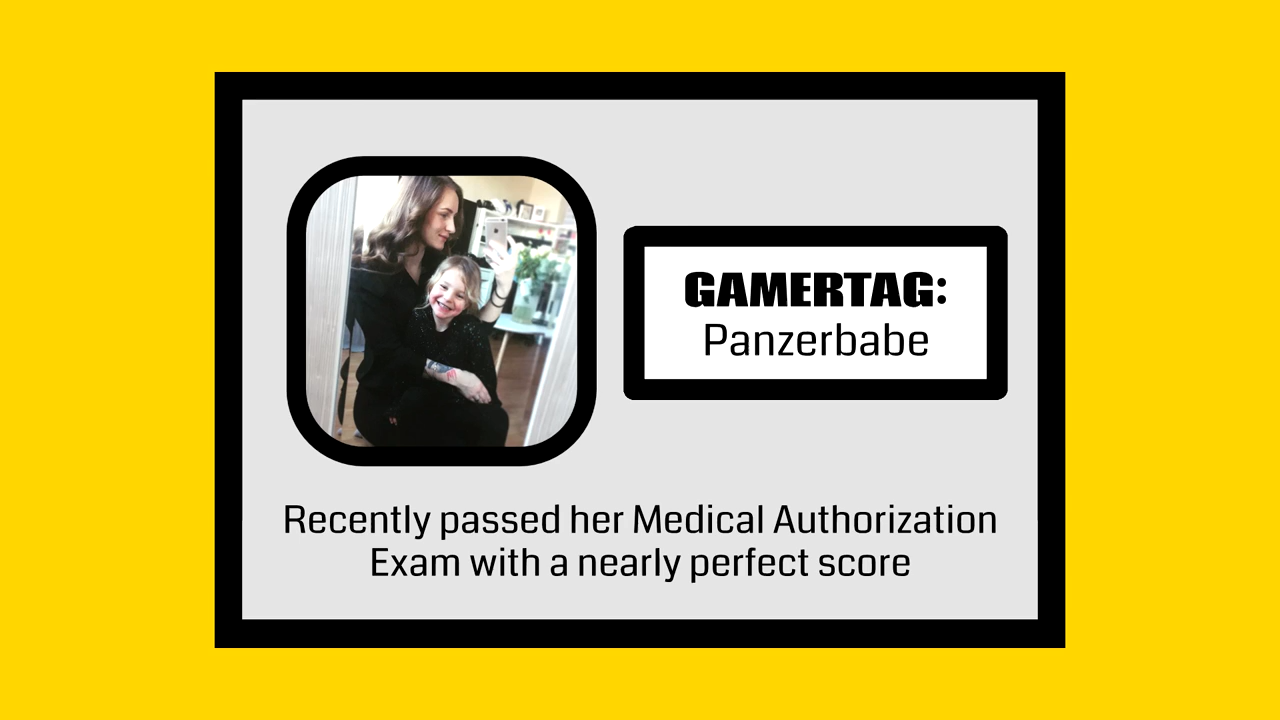 GAMERTAG:
Panzerbabe
Recently passed her Medical Authorization
Exam with a nearly perfect score